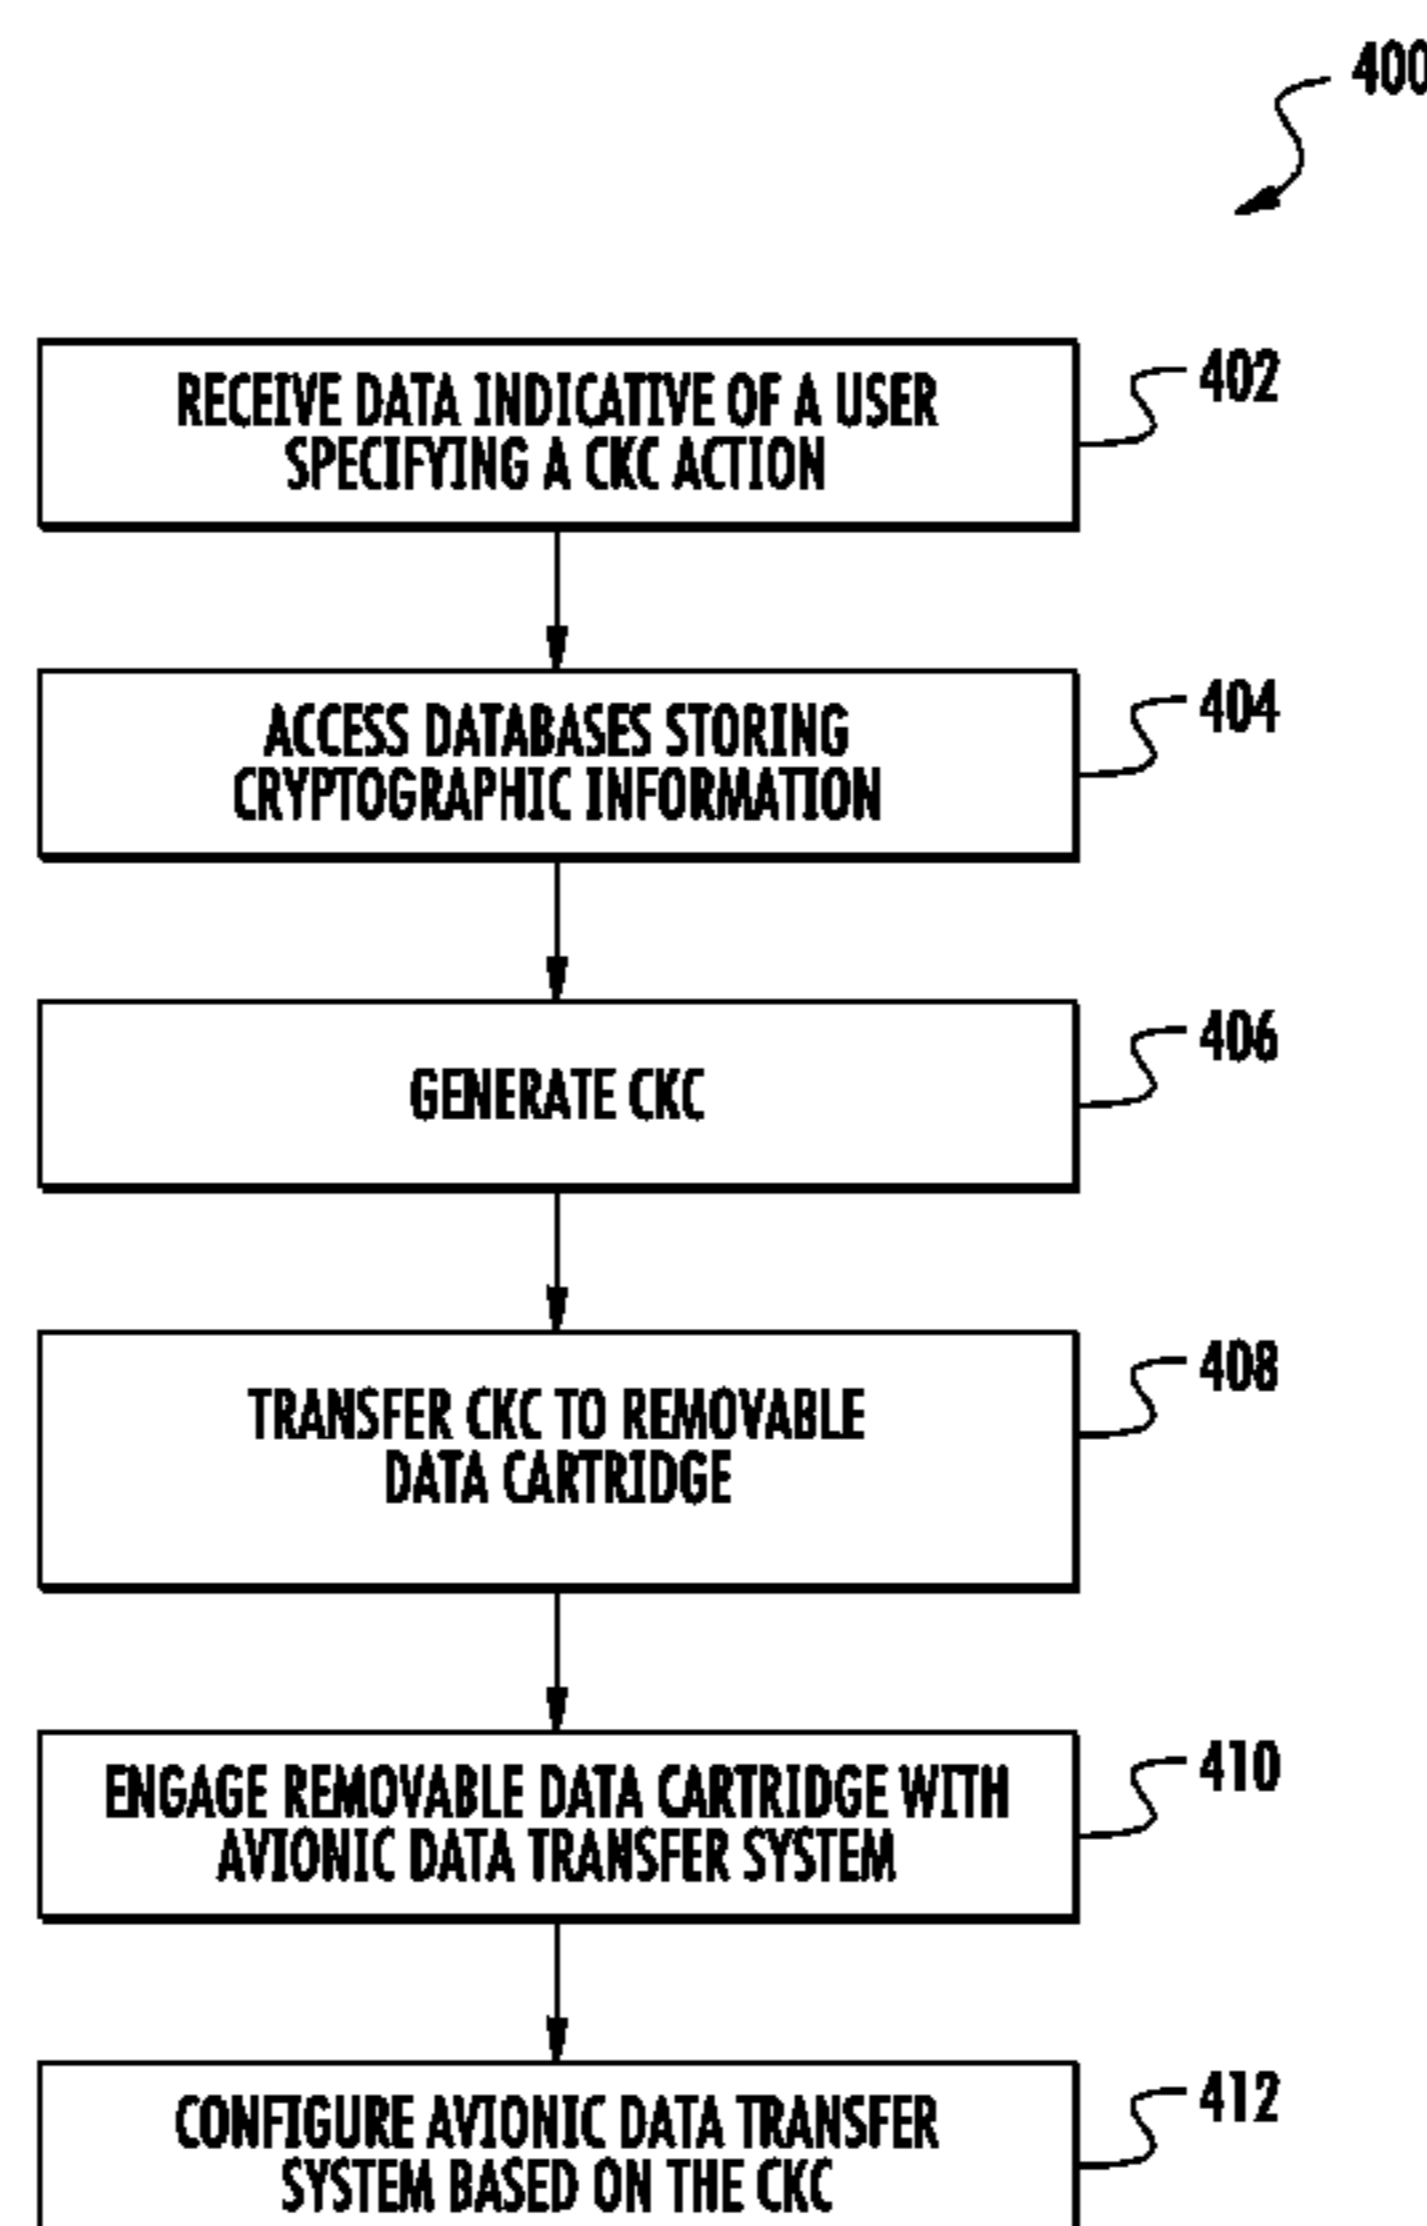 400
RECEIVE DATA INDICATIVE OF A USER
SPECIFYING A CKC ACTION
402
ACCESS DATABASES STORING
CRYPTOGRAPHIC INFORMATION
404
GENERATE CKC
406
TRANSFER CKC TO REMOVABLE
DATA CARTRIDGE
408
ENGAGE REMOVABLE DATA CARTRIDGE WITH
AVIONIC DATA TRANSFER SYSTEM
410
CONFIGURE AVIONIC DATA TRANSFER
SYSTEM BASED ON THE CKC
412